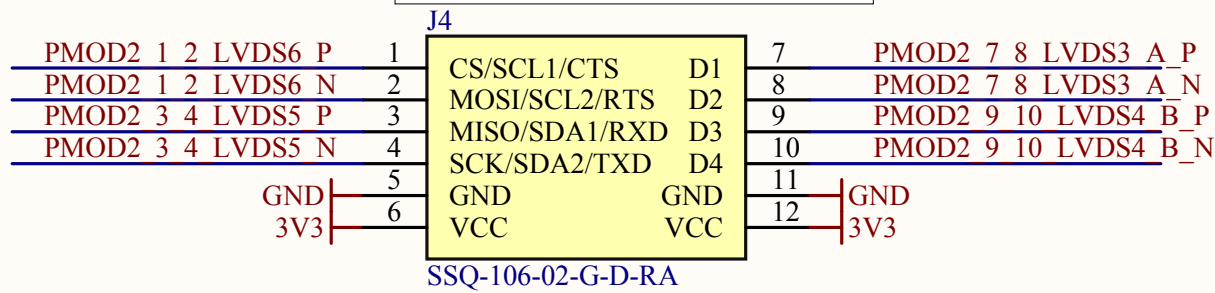 J4
PMOD2_1_2_LVDS6_P 1 CS/SCL1/CTS D1 7 PMOD2_7_8_LVDS3_A_P
PMOD2_1_2_LVDS6_N 2 MOSI/SCL2/RTS D2 8 PMOD2_7_8_LVDS3_A_N
PMOD2_3_4_LVDS5_P 3 MISO/SDA1/RXD D3 9 PMOD2_9_10_LVDS4_B_P
PMOD2_3_4_LVDS5_N 4 SCK/SDA2/TXD D4 10 PMOD2_9_10_LVDS4_B_N
GND 5 GND GND 11 GND
3V3 6 VCC VCC 12 3V3
SSQ-106-02-G-D-RA